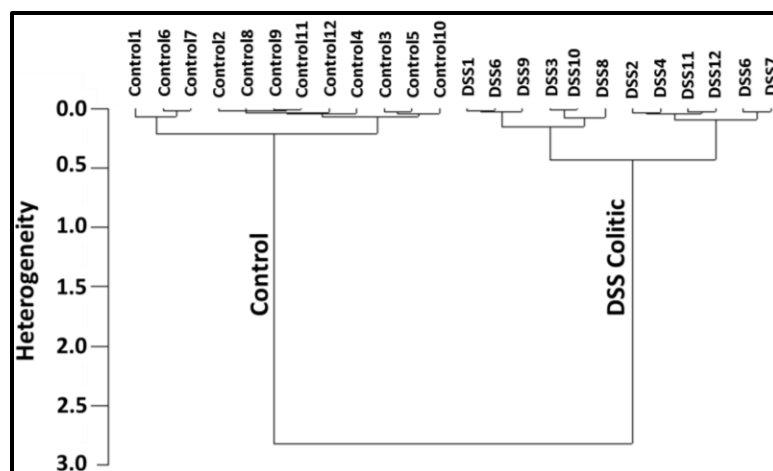 Control1
Control6
Control7
Control2
Control8
Control9
Control11
Control12
Control4
Control3
Control5
Control10
DSS1
DSS6
DSS9
DSS3
DSS10
DSS8
DSS2
DSS4
DSS11
DSS12
DSS6
DSS7
0.0
0.5
1.0
1.5
2.0
2.5
3.0
Heterogeneity
Control
DSS Colitic